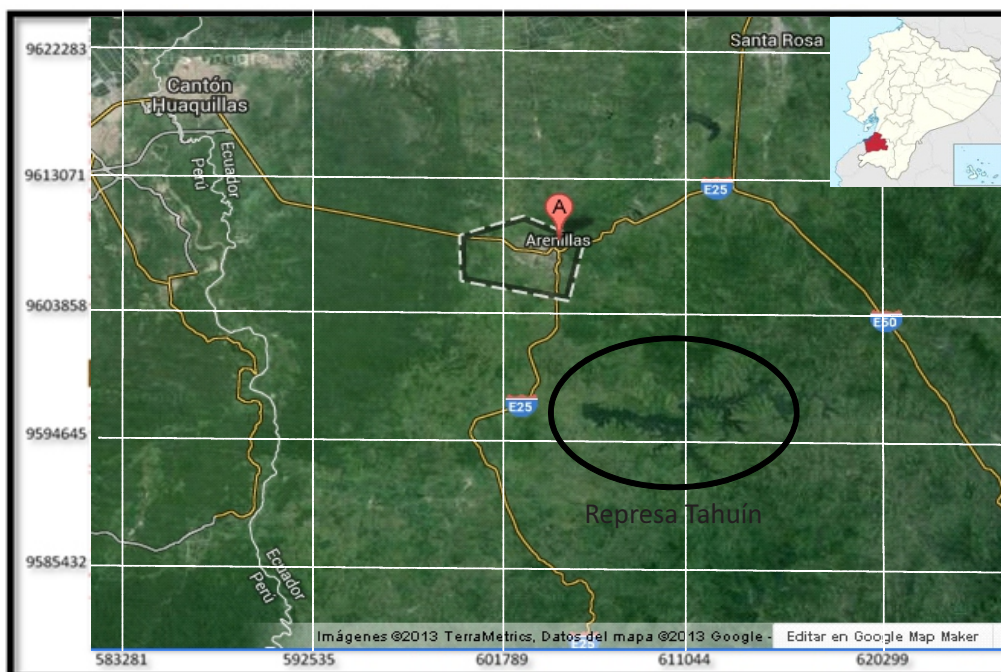 9622283
Santa Rosa
Cantón
Huaquillas
Ecuador
Perú
9613071
E25
A
Arenillas
9603858
E50
E25
9594645
Represa Tahuín
9585432
Ecuador
Perú
Imágenes ©2013 TerraMetrics, Datos del mapa ©2013 Google -
Editar en Google Map Maker
E25
583281
592535
601789
611044
620299